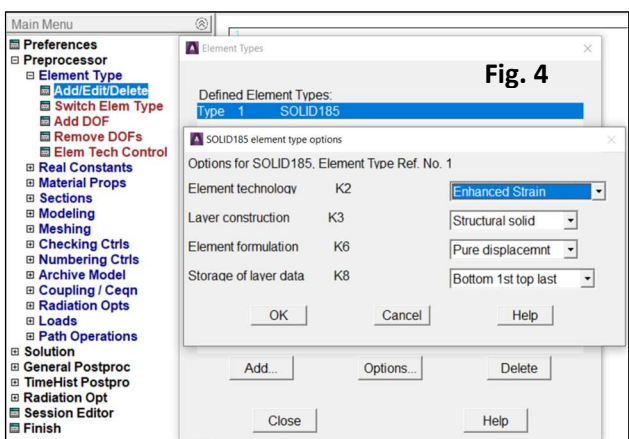 Main Menu
Preferences
Preprocessor
Element Type
Add/Edit/Delete
Switch Elem Type
Add DOF
Remove DOFs
Elem Tech Control
Real Constants
Material Props
Sections
Modeling
Meshing
Checking Ctrls
Numbering Ctrls
Archive Model
Coupling / Ceqn
Radiation Opts
Loads
Path Operations
Solution
General Postproc
TimeHist Postpro
Radiation Opt
Session Editor
Finish
Element Types
Fig. 4
Defined Element Types:
Type 1 SOLID185
SOLID185 element type options
Options for SOLID185, Element Type Ref. No. 1
Element technology K2 Enhanced Strain
Layer construction K3 Structural solid
Element formulation K6 Pure displacemnt
Storage of layer data K8 Bottom 1st top last
OK Cancel Help
Add... Options... Delete
Close Help